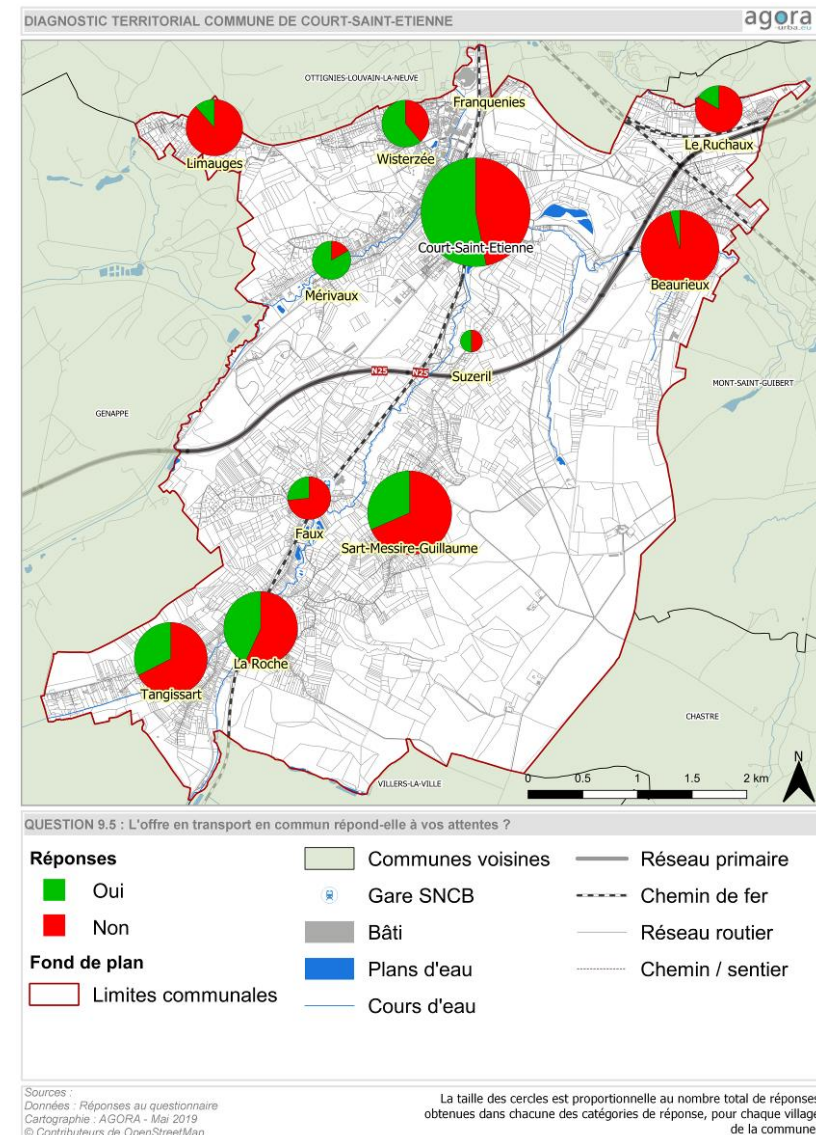 DIAGNOSTIC TERRITORIAL COMMUNE DE COURT-SAINT-ETIENNE
agora
-urba.eu
OTTIGNIES-LOUVAIN-LA-NEUVE
Franquenies
Limauges
Wisterzée
Le Ruchaux
Court-Saint-Etienne
Mérivaux
Beaurieux
Suzeril
N25
N25
MONT-SAINT-GUIBERT
GENAPPE
Faux
Sart-Messire-Guillaume
La Roche
Tangissart
CHASTRE
VILLERS-LA-VILLE
N
0 0.5 1 1.5 2 km
QUESTION 9.5 : L'offre en transport en commun répond-elle à vos attentes ?
Réponses
Oui
Non
Fond de plan
Limites communales
Communes voisines
Gare SNCB
Bâti
Plans d'eau
Cours d'eau
Réseau primaire
Chemin de fer
Réseau routier
Chemin / sentier
Sources :
Données : Réponses au questionnaire
Cartographie : AGORA - Mai 2019
© Contributeurs de OpenStreetMap
La taille des cercles est proportionnelle au nombre total de réponses
obtenues dans chacune des catégories de réponse, pour chaque village
de la commune